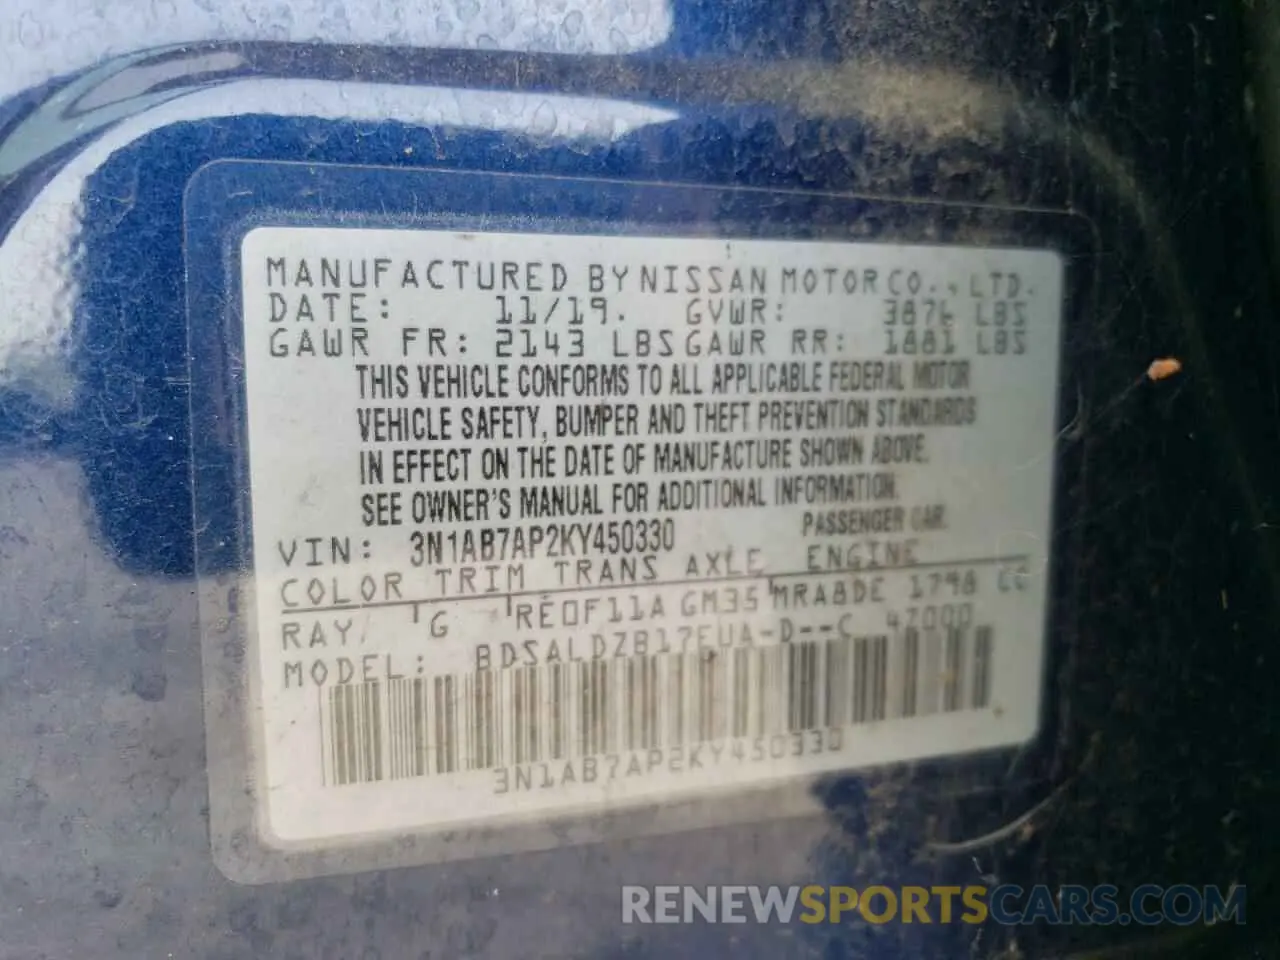 MANUFACTURED BY NISSAN MOTOR CO., LTD.
DATE: 11/19. GVWR: 3876 LBS
GAWR FR: 2143 LBS GAWR RR: 1881 LBS
THIS VEHICLE CONFORMS TO ALL APPLICABLE FEDERAL MOTOR
VEHICLE SAFETY, BUMPER AND THEFT PREVENTION STANDARDS
IN EFFECT ON THE DATE OF MANUFACTURE SHOWN ABOVE.
SEE OWNER'S MANUAL FOR ADDITIONAL INFORMATION.
VIN: 3N1AB7AP2KY450330 PASSENGER CAR
COLOR TRIM TRANS AXLE ENGINE
RAY G RE0F11A GM35 MRA8DE 1798 CC
MODEL: BDSALDZB17EUA-D--C 47000
3N1AB7AP2KY450330
RENEWSPORTSCARS.COM